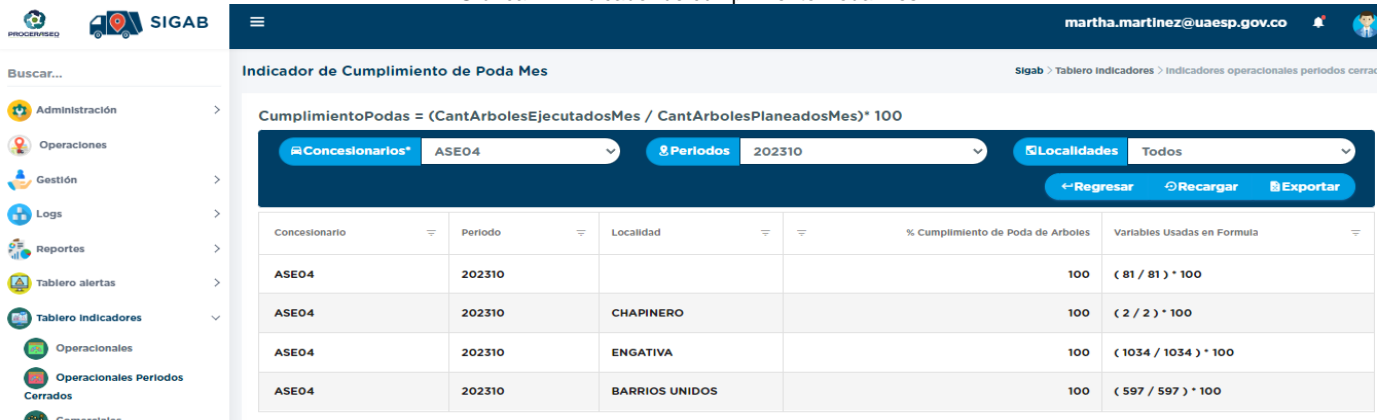 PROCERASEO
SIGAB
martha.martinez@uaesp.gov.co
Buscar...
Indicador de Cumplimiento de Poda Mes
Sigab > Tablero Indicadores > Indicadores operacionales periodos cerrad
Administración
Operaciones
Gestión
Logs
Reportes
Tablero alertas
Tablero Indicadores
Operacionales
Operacionales Periodos
Cerrados
Comerciales
CumplimientoPodas = (CantArbolesEjecutadosMes / CantArbolesPlaneadosMes)* 100
Concesionarios* ASE04 Periodos 202310 Localidades Todos
Regresar Recargar Exportar
Concesionario Periodo Localidad % Cumplimiento de Poda de Arboles Variables Usadas en Formula
ASE04 202310 100 ( 81 / 81 ) * 100
ASE04 202310 CHAPINERO 100 ( 2 / 2 ) * 100
ASE04 202310 ENGATIVA 100 ( 1034 / 1034 ) * 100
ASE04 202310 BARRIOS UNIDOS 100 ( 597 / 597 ) * 100